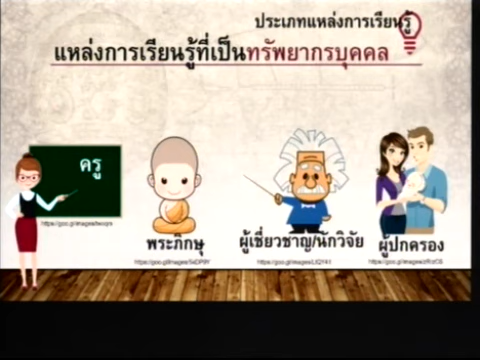 ประเภทแหล่งการเรียนรู้
แหล่งการเรียนรู้ที่เป็นทรัพยากรบุคคล
ครู
พระภิกษุ
ผู้เชี่ยวชาญ/นักวิจัย
ผู้ปกครอง